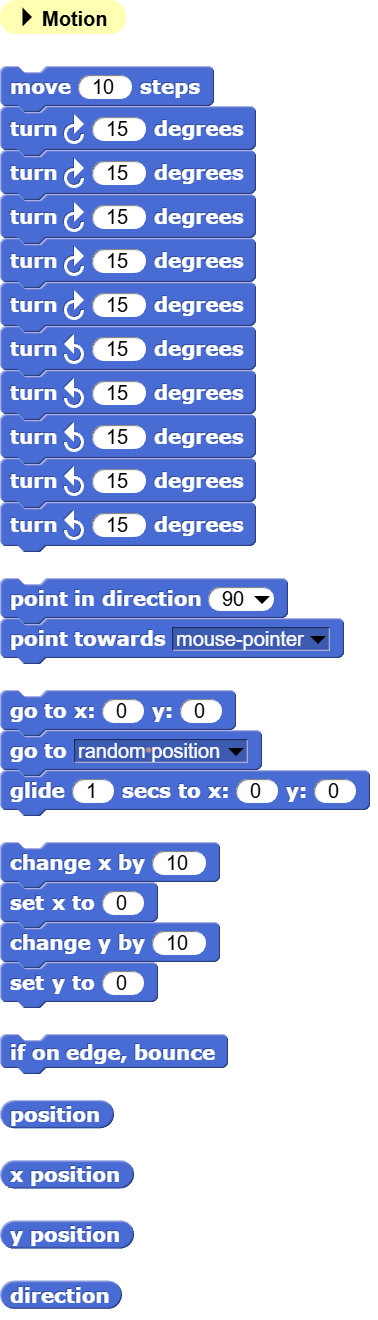 Motion
move 10 steps
turn 15 degrees
turn 15 degrees
turn 15 degrees
turn 15 degrees
turn 15 degrees
turn 15 degrees
turn 15 degrees
turn 15 degrees
turn 15 degrees
turn 15 degrees
point in direction 90
point towards mouse-pointer
go to x: 0 y: 0
go to random position
glide 1 secs to x: 0 y: 0
change x by 10
set x to 0
change y by 10
set y to 0
if on edge, bounce
position
x position
y position
direction